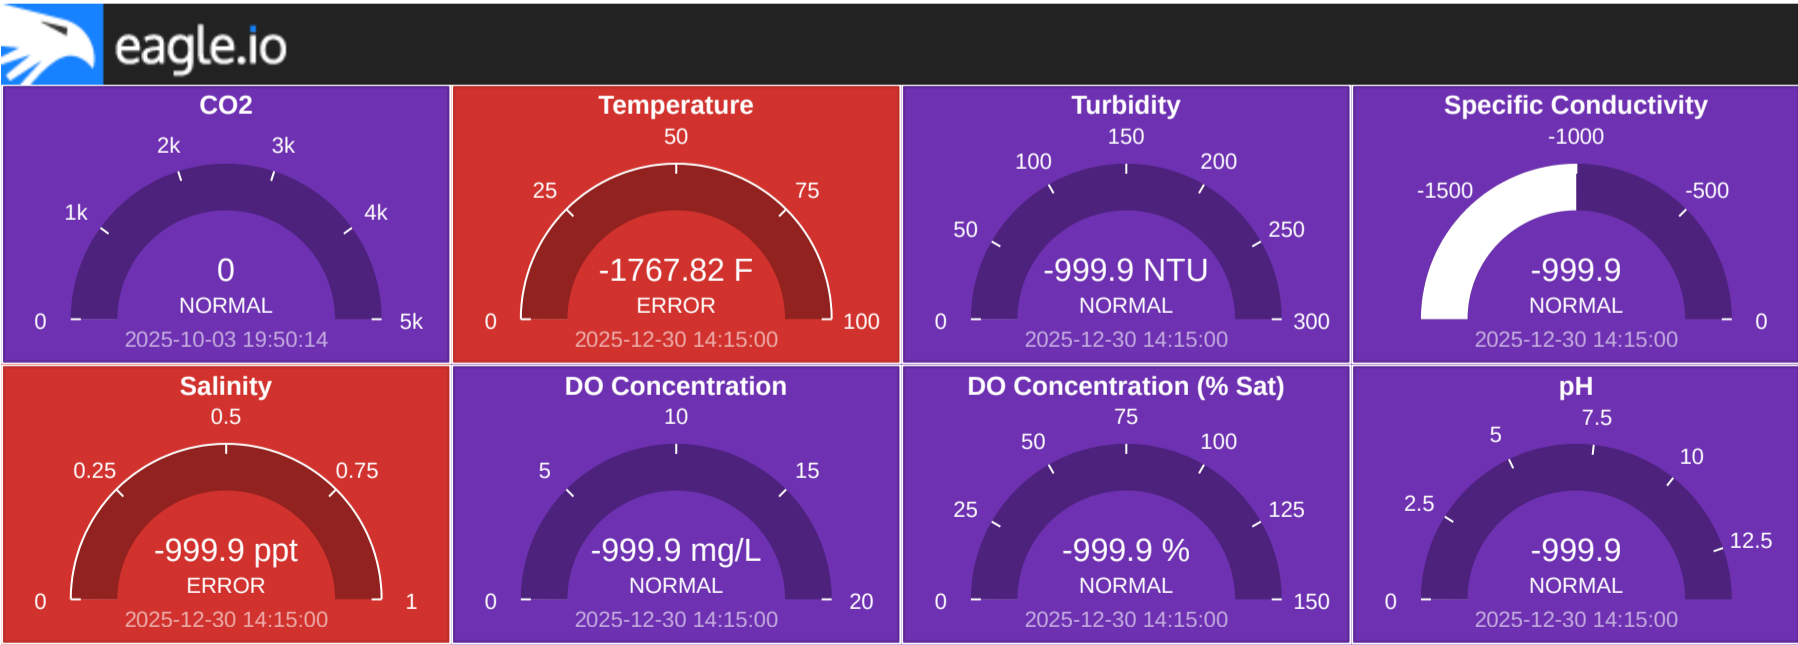 eagle.io
CO2
2k
3k
1k
4k
0
NORMAL
0
5k
2025-10-03 19:50:14
Temperature
50
25
75
-1767.82 F
ERROR
0
100
2025-12-30 14:15:00
Turbidity
150
100
200
50
250
-999.9 NTU
NORMAL
0
300
2025-12-30 14:15:00
Specific Conductivity
-1000
-1500
-500
-999.9
NORMAL
0
2025-12-30 14:15:00
Salinity
0.5
0.25
0.75
-999.9 ppt
ERROR
0
1
2025-12-30 14:15:00
DO Concentration
10
5
15
-999.9 mg/L
NORMAL
0
20
2025-12-30 14:15:00
DO Concentration (% Sat)
75
50
100
25
125
-999.9 %
NORMAL
0
150
2025-12-30 14:15:00
pH
7.5
5
10
2.5
12.5
-999.9
NORMAL
0
2025-12-30 14:15:00